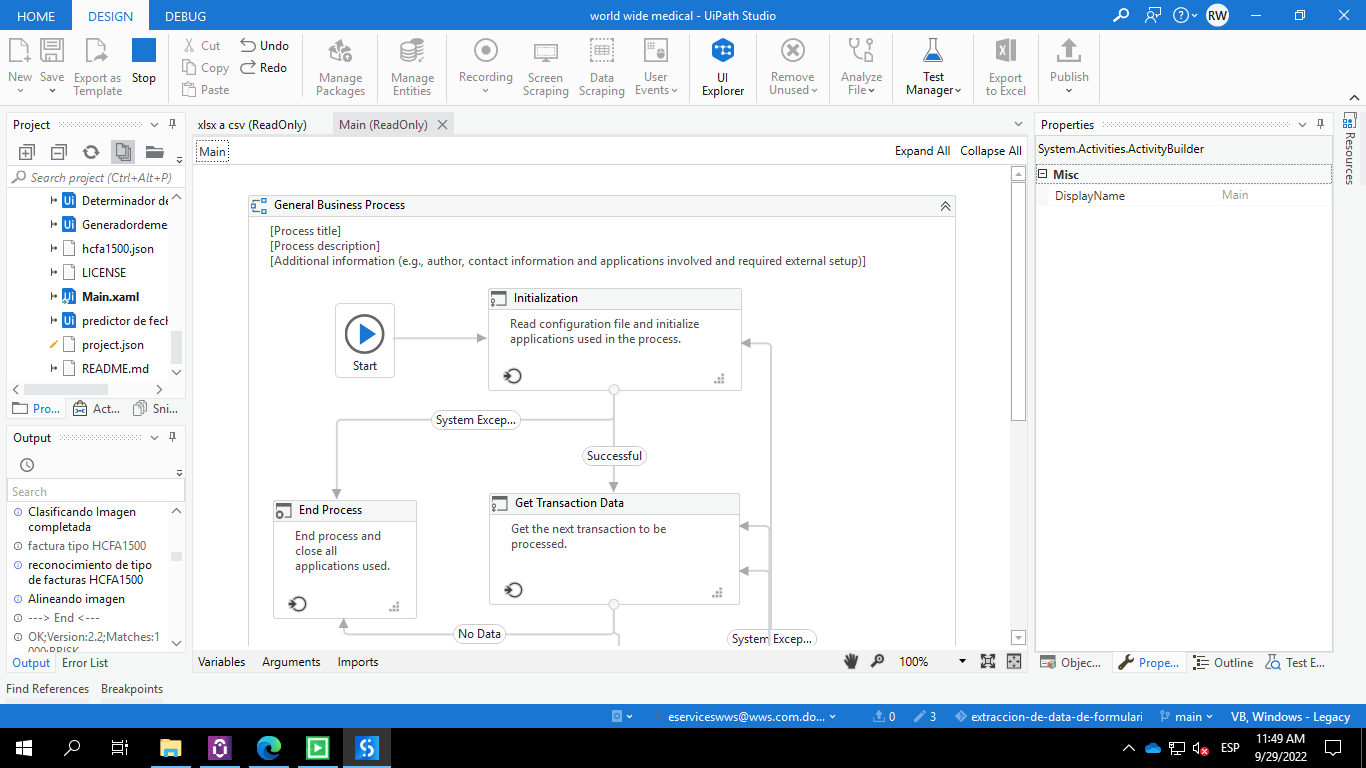 HOME
DESIGN
DEBUG
world wide medical - UiPath Studio
RW
New
Save
Export as
Template
Stop
Cut
Copy
Paste
Undo
Redo
Manage
Packages
Manage
Entities
Recording
Screen
Scraping
Data
Scraping
User
Events
UI
Explorer
Remove
Unused
Analyze
File
Test
Manager
Export
to Excel
Publish
Project
Search project (Ctrl+Alt+P)
Determinador de
Generadordeme
hcfa1500.json
LICENSE
Main.xaml
predictor de fech
project.json
README.md
Pro...
Act...
Sni...
Output
Search
Clasificando Imagen
completada
factura tipo HCFA1500
reconocimiento de tipo
de facturas HCFA1500
Alineando imagen
---> End <---
OK;Version:2.2;Matches:1
000;BRISK
Output
Error List
Find References
Breakpoints
xlsx a csv (ReadOnly)
Main (ReadOnly)
Main
Expand All
Collapse All
General Business Process
[Process title]
[Process description]
[Additional information (e.g., author, contact information and applications involved and required external setup)]
Start
Initialization
Read configuration file and initialize
applications used in the process.
System Excep...
Successful
End Process
End process and
close all
applications used.
Get Transaction Data
Get the next transaction to be
processed.
No Data
System Excep...
Variables
Arguments
Imports
100%
Properties
System.Activities.ActivityBuilder
Misc
DisplayName
Main
Resources
Objec...
Prope...
Outline
Test E...
eserviceswws@wws.com.do...
0
3
extraccion-de-data-de-formulari
main
VB, Windows - Legacy
ESP
11:49 AM
9/29/2022